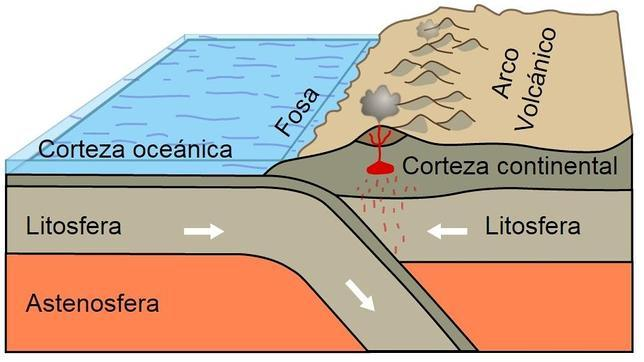 Fosa
Arco
Volcánico
Corteza oceánica
Corteza continental
Litosfera
Litosfera
Astenosfera